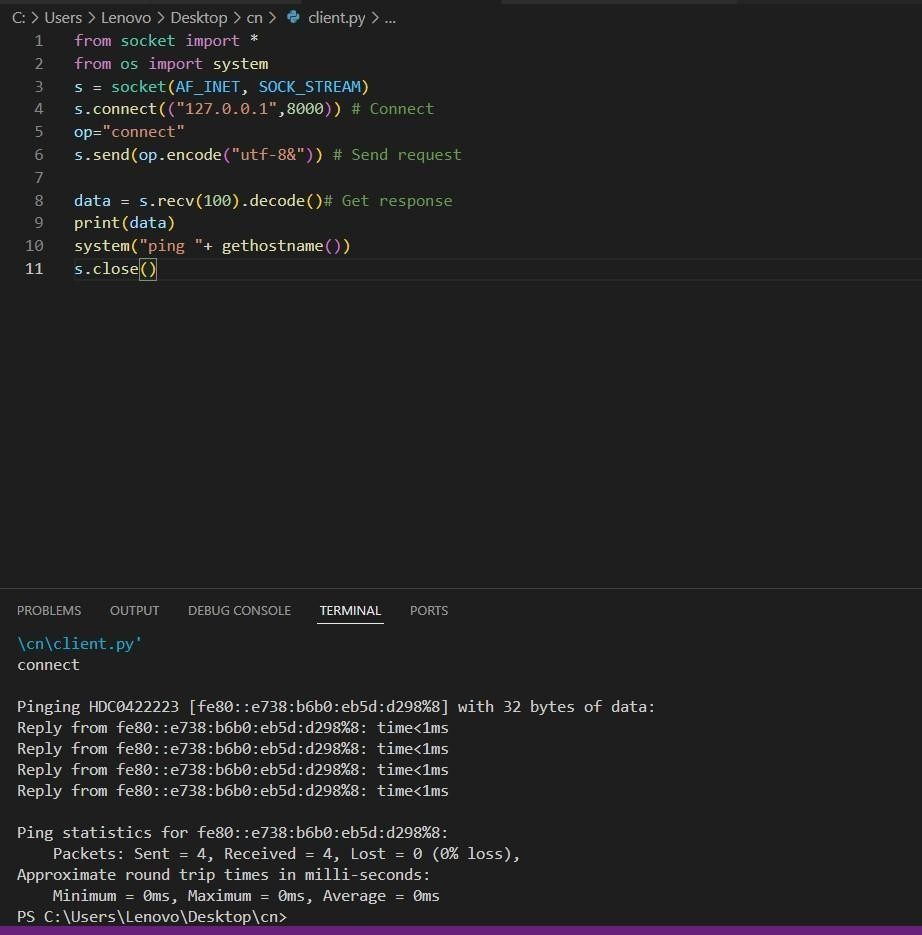 C: > Users > Lenovo > Desktop > cn > client.py > ...
1 from socket import *
2 from os import system
3 s = socket(AF_INET, SOCK_STREAM)
4 s.connect(("127.0.0.1",8000)) # Connect
5 op="connect"
6 s.send(op.encode("utf-8&")) # Send request
7
8 data = s.recv(100).decode()# Get response
9 print(data)
10 system("ping "+ gethostname())
11 s.close()
PROBLEMS OUTPUT DEBUG CONSOLE TERMINAL PORTS
\cn\client.py'
connect
Pinging HDC0422223 [fe80::e738:b6b0:eb5d:d298%8] with 32 bytes of data:
Reply from fe80::e738:b6b0:eb5d:d298%8: time<1ms
Reply from fe80::e738:b6b0:eb5d:d298%8: time<1ms
Reply from fe80::e738:b6b0:eb5d:d298%8: time<1ms
Reply from fe80::e738:b6b0:eb5d:d298%8: time<1ms
Ping statistics for fe80::e738:b6b0:eb5d:d298%8:
    Packets: Sent = 4, Received = 4, Lost = 0 (0% loss),
Approximate round trip times in milli-seconds:
    Minimum = 0ms, Maximum = 0ms, Average = 0ms
PS C:\Users\Lenovo\Desktop\cn>